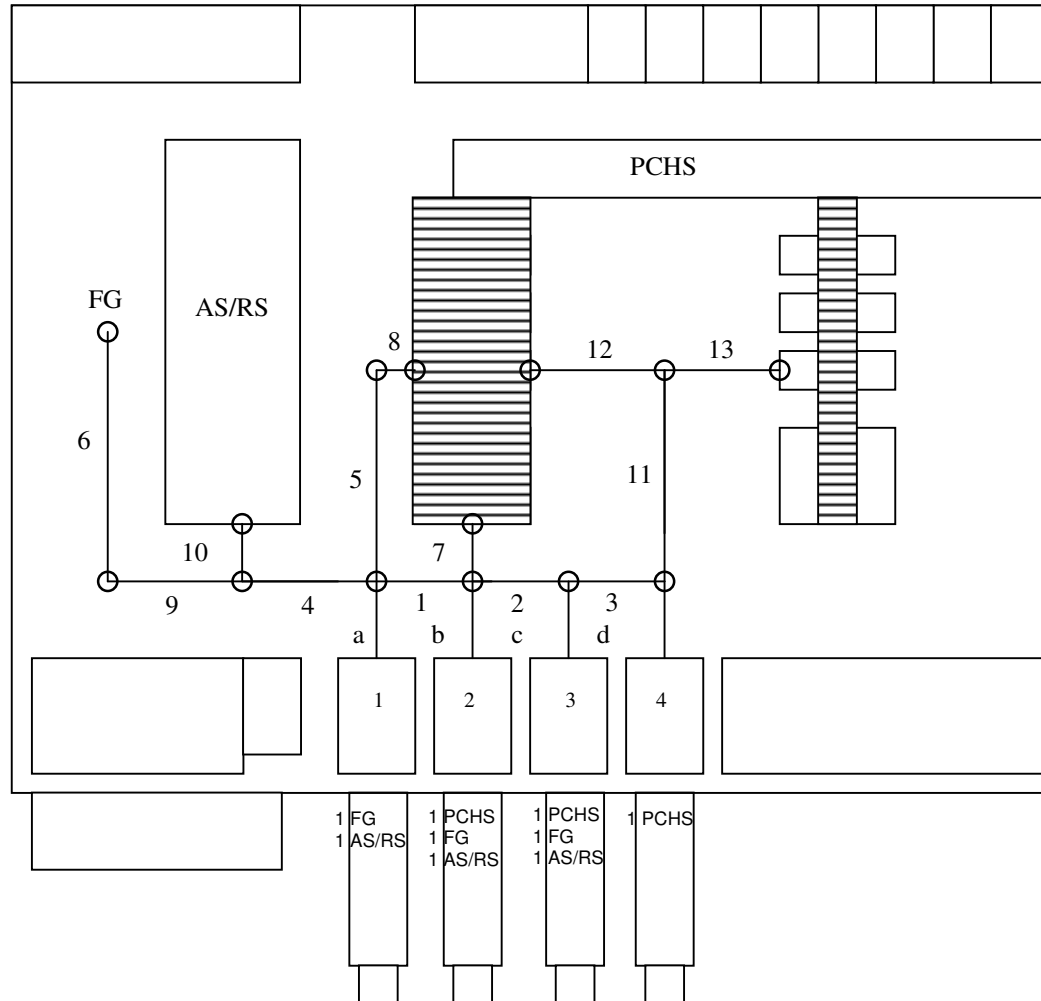 PCHS
FG
AS/RS
8
12
13
6
5
11
10
7
9
4
1
2
3
a
b
c
d
1
2
3
4
1 FG
1 AS/RS
1 PCHS
1 FG
1 AS/RS
1 PCHS
1 FG
1 AS/RS
1 PCHS